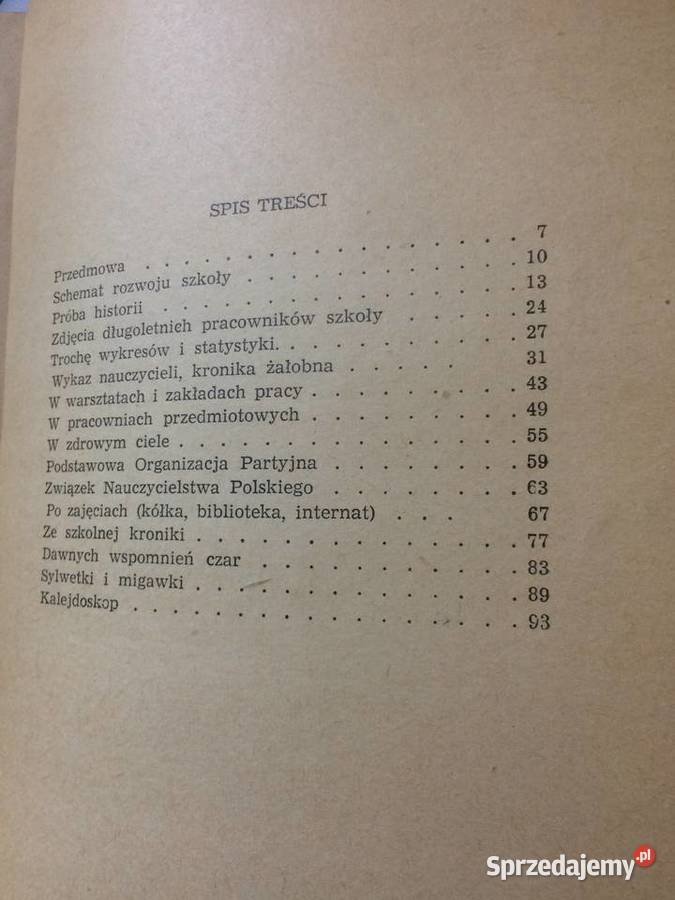 SPIS TREŚCI
Przedmowa . . . . . . . . . . . . . . . . 7
Schemat rozwoju szkoły . . . . . . . . . . . 10
Próba historii . . . . . . . . . . . . . . . 13
Zdjęcia długoletnich pracowników szkoły . . . . . 24
Trochę wykresów i statystyki. . . . . . . . . . 27
Wykaz nauczycieli, kronika żałobna . . . . . 31
W warsztatach i zakładach pracy . . . . . . . . 43
W pracowniach przedmiotowych . . . . . . . . 49
W zdrowym ciele . . . . . . . . . . . . . . 55
Podstawowa Organizacja Partyjna . . . . . . . 59
Związek Nauczycielstwa Polskiego . . . . . . . 63
Po zajęciach (kółka, biblioteka, internat) . . . 67
Ze szkolnej kroniki . . . . . . . . . . . . . 77
Dawnych wspomnień czar . . . . . . . . . . . 83
Sylwetki i migawki . . . . . . . . . . . . . 89
Kalejdoskop . . . . . . . . . . . . . . . . 93
Sprzedajemy.pl